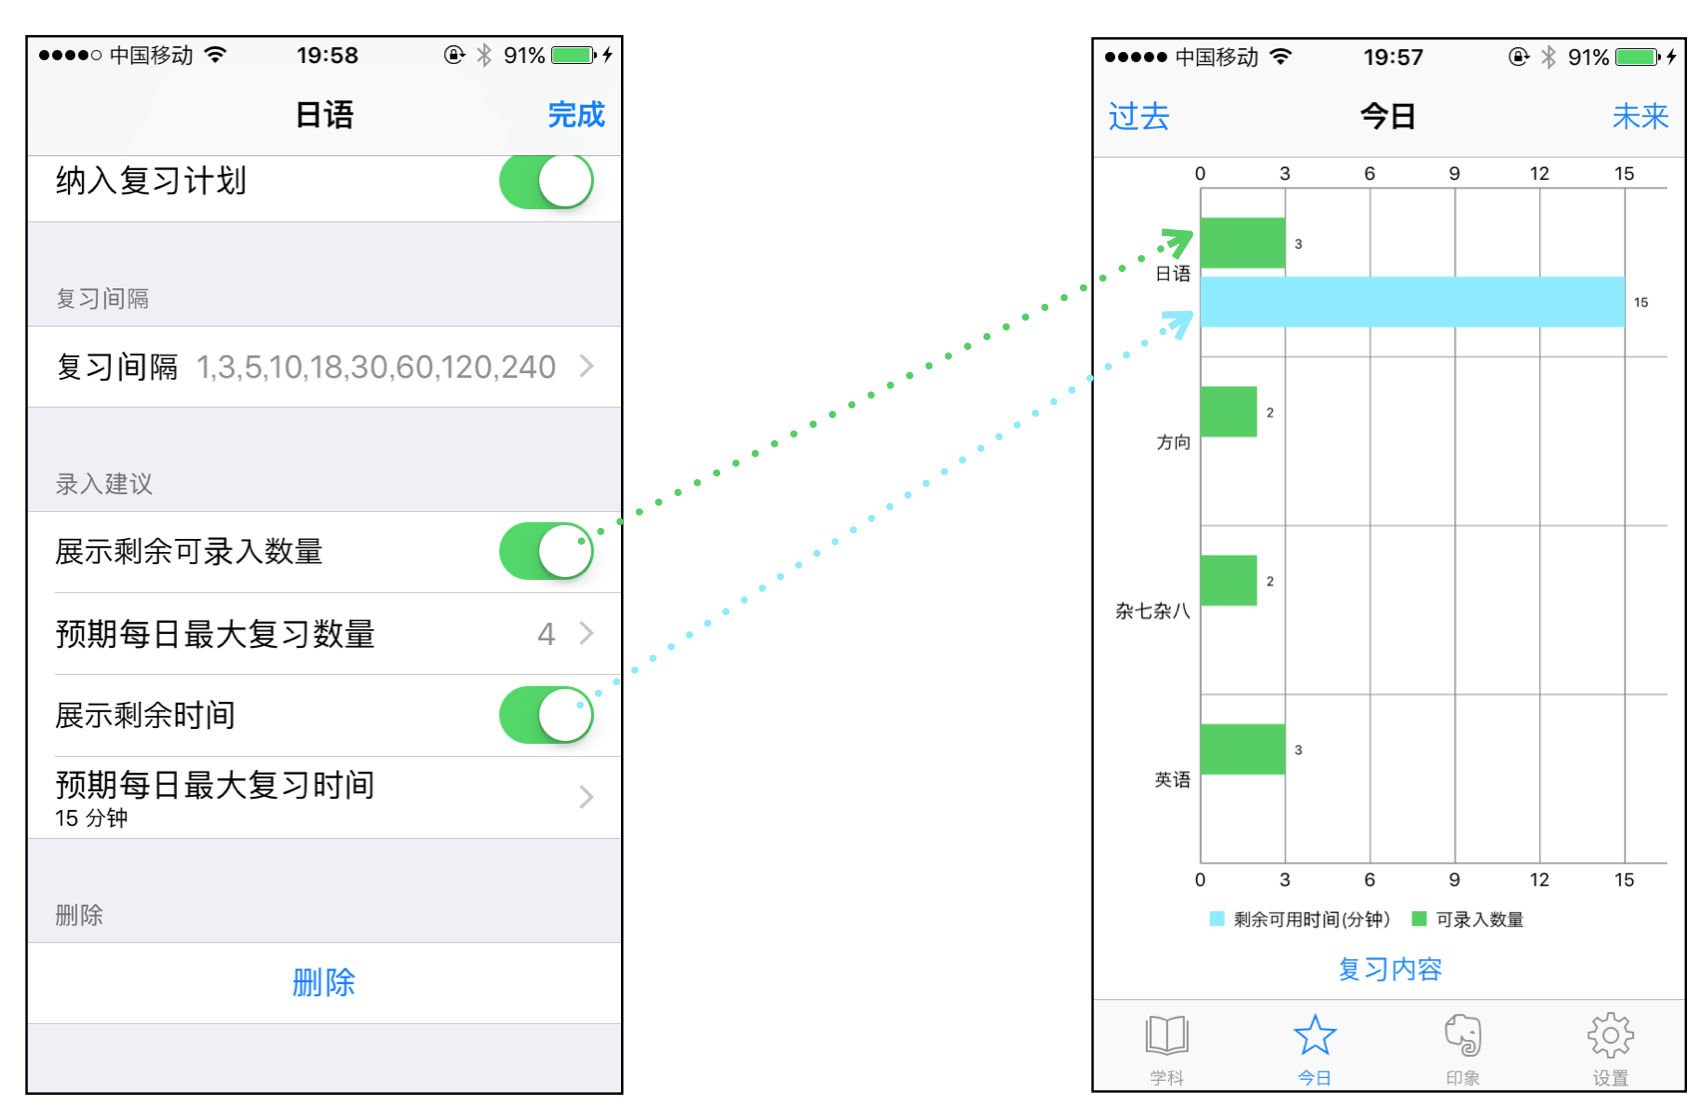 中国移动 19:58 91%
日语 完成
纳入复习计划
复习间隔
复习间隔 1,3,5,10,18,30,60,120,240
录入建议
展示剩余可录入数量
预期每日最大复习数量 4
展示剩余时间
预期每日最大复习时间
15 分钟
删除
删除
中国移动 19:57 91%
过去 今日 未来
0 3 6 9 12 15
3
日语
15
2
方向
2
杂七杂八
3
英语
0 3 6 9 12 15
剩余可用时间(分钟) 可录入数量
复习内容
学科 今日 印象 设置